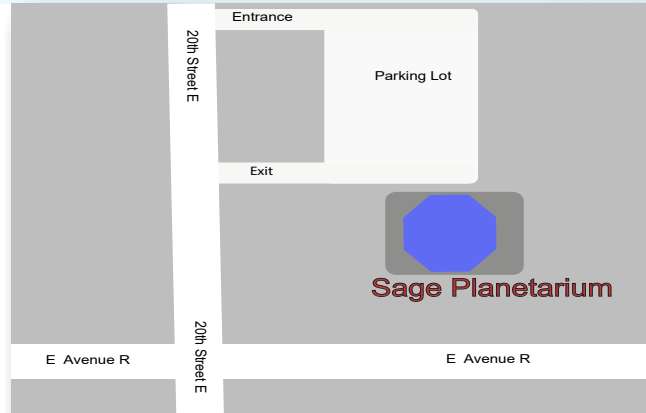 Entrance
20th Street E
Parking Lot
Exit
Sage Planetarium
20th Street E
E Avenue R
E Avenue R